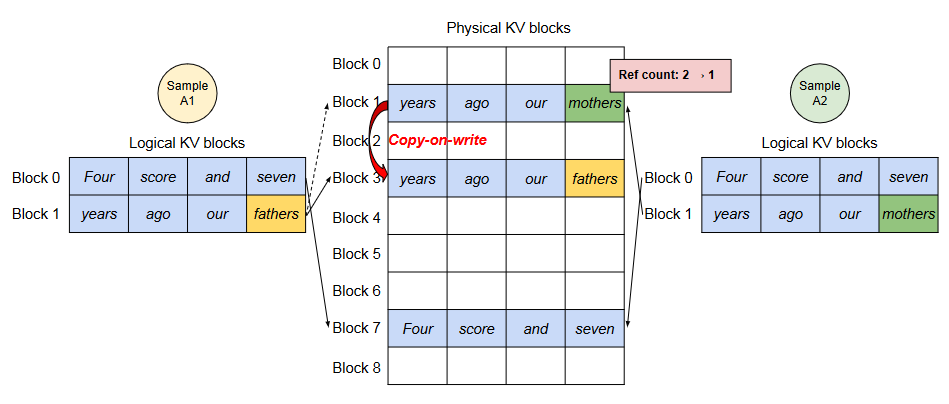 Physical KV blocks
Sample
A1
Logical KV blocks
Block 0 Four score and seven
Block 1 years ago our fathers
Block 0
Block 1 years ago our mothers
Ref count: 2 → 1
Block 2 Copy-on-write
Block 3 years ago our fathers
Block 4
Block 5
Block 6
Block 7 Four score and seven
Block 8
Sample
A2
Logical KV blocks
Block 0 Four score and seven
Block 1 years ago our mothers